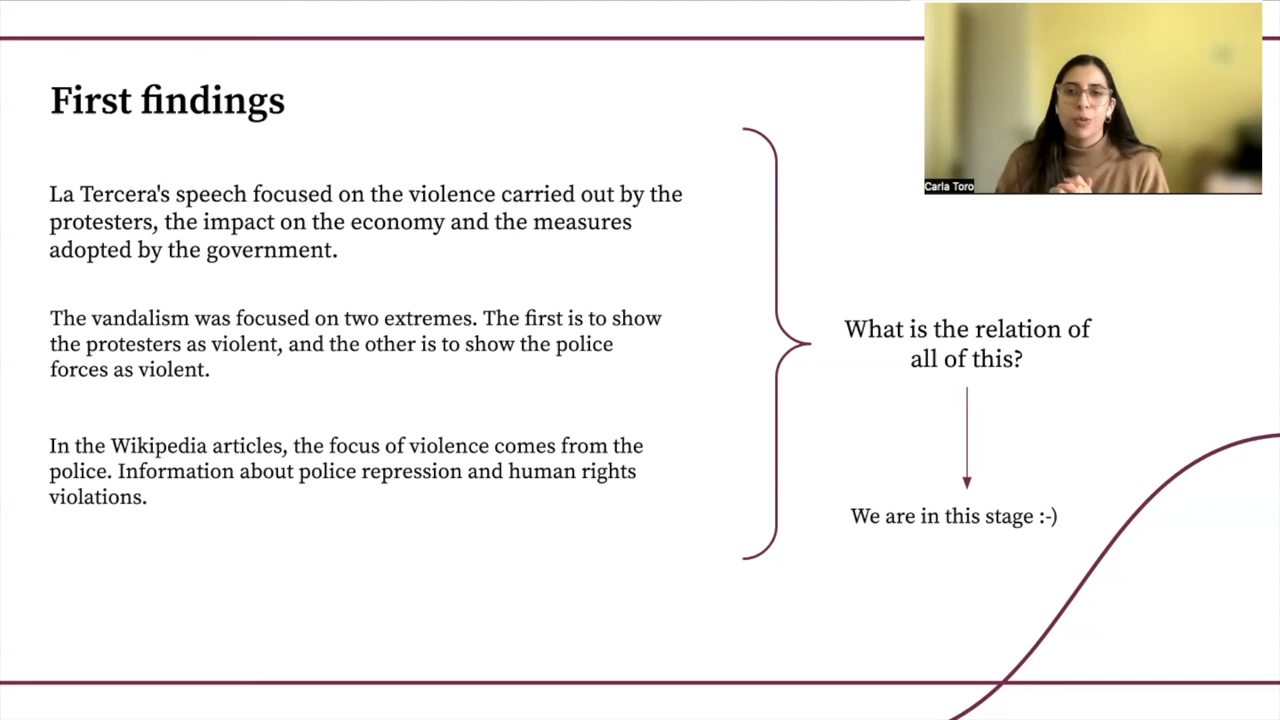 First findings
La Tercera's speech focused on the violence carried out by the
protesters, the impact on the economy and the measures
adopted by the government.
The vandalism was focused on two extremes. The first is to show
the protesters as violent, and the other is to show the police
forces as violent.
In the Wikipedia articles, the focus of violence comes from the
police. Information about police repression and human rights
violations.
What is the relation of
all of this?
We are in this stage :-)
Carla Toro